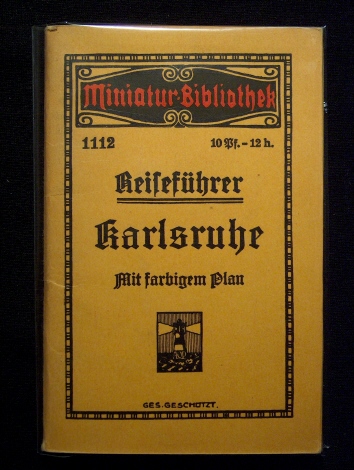 Miniatur-Bibliothek
1112 10 Pf. – 12 h.
Reiseführer
Karlsruhe
Mit farbigem Plan
GES. GESCHÜTZT.